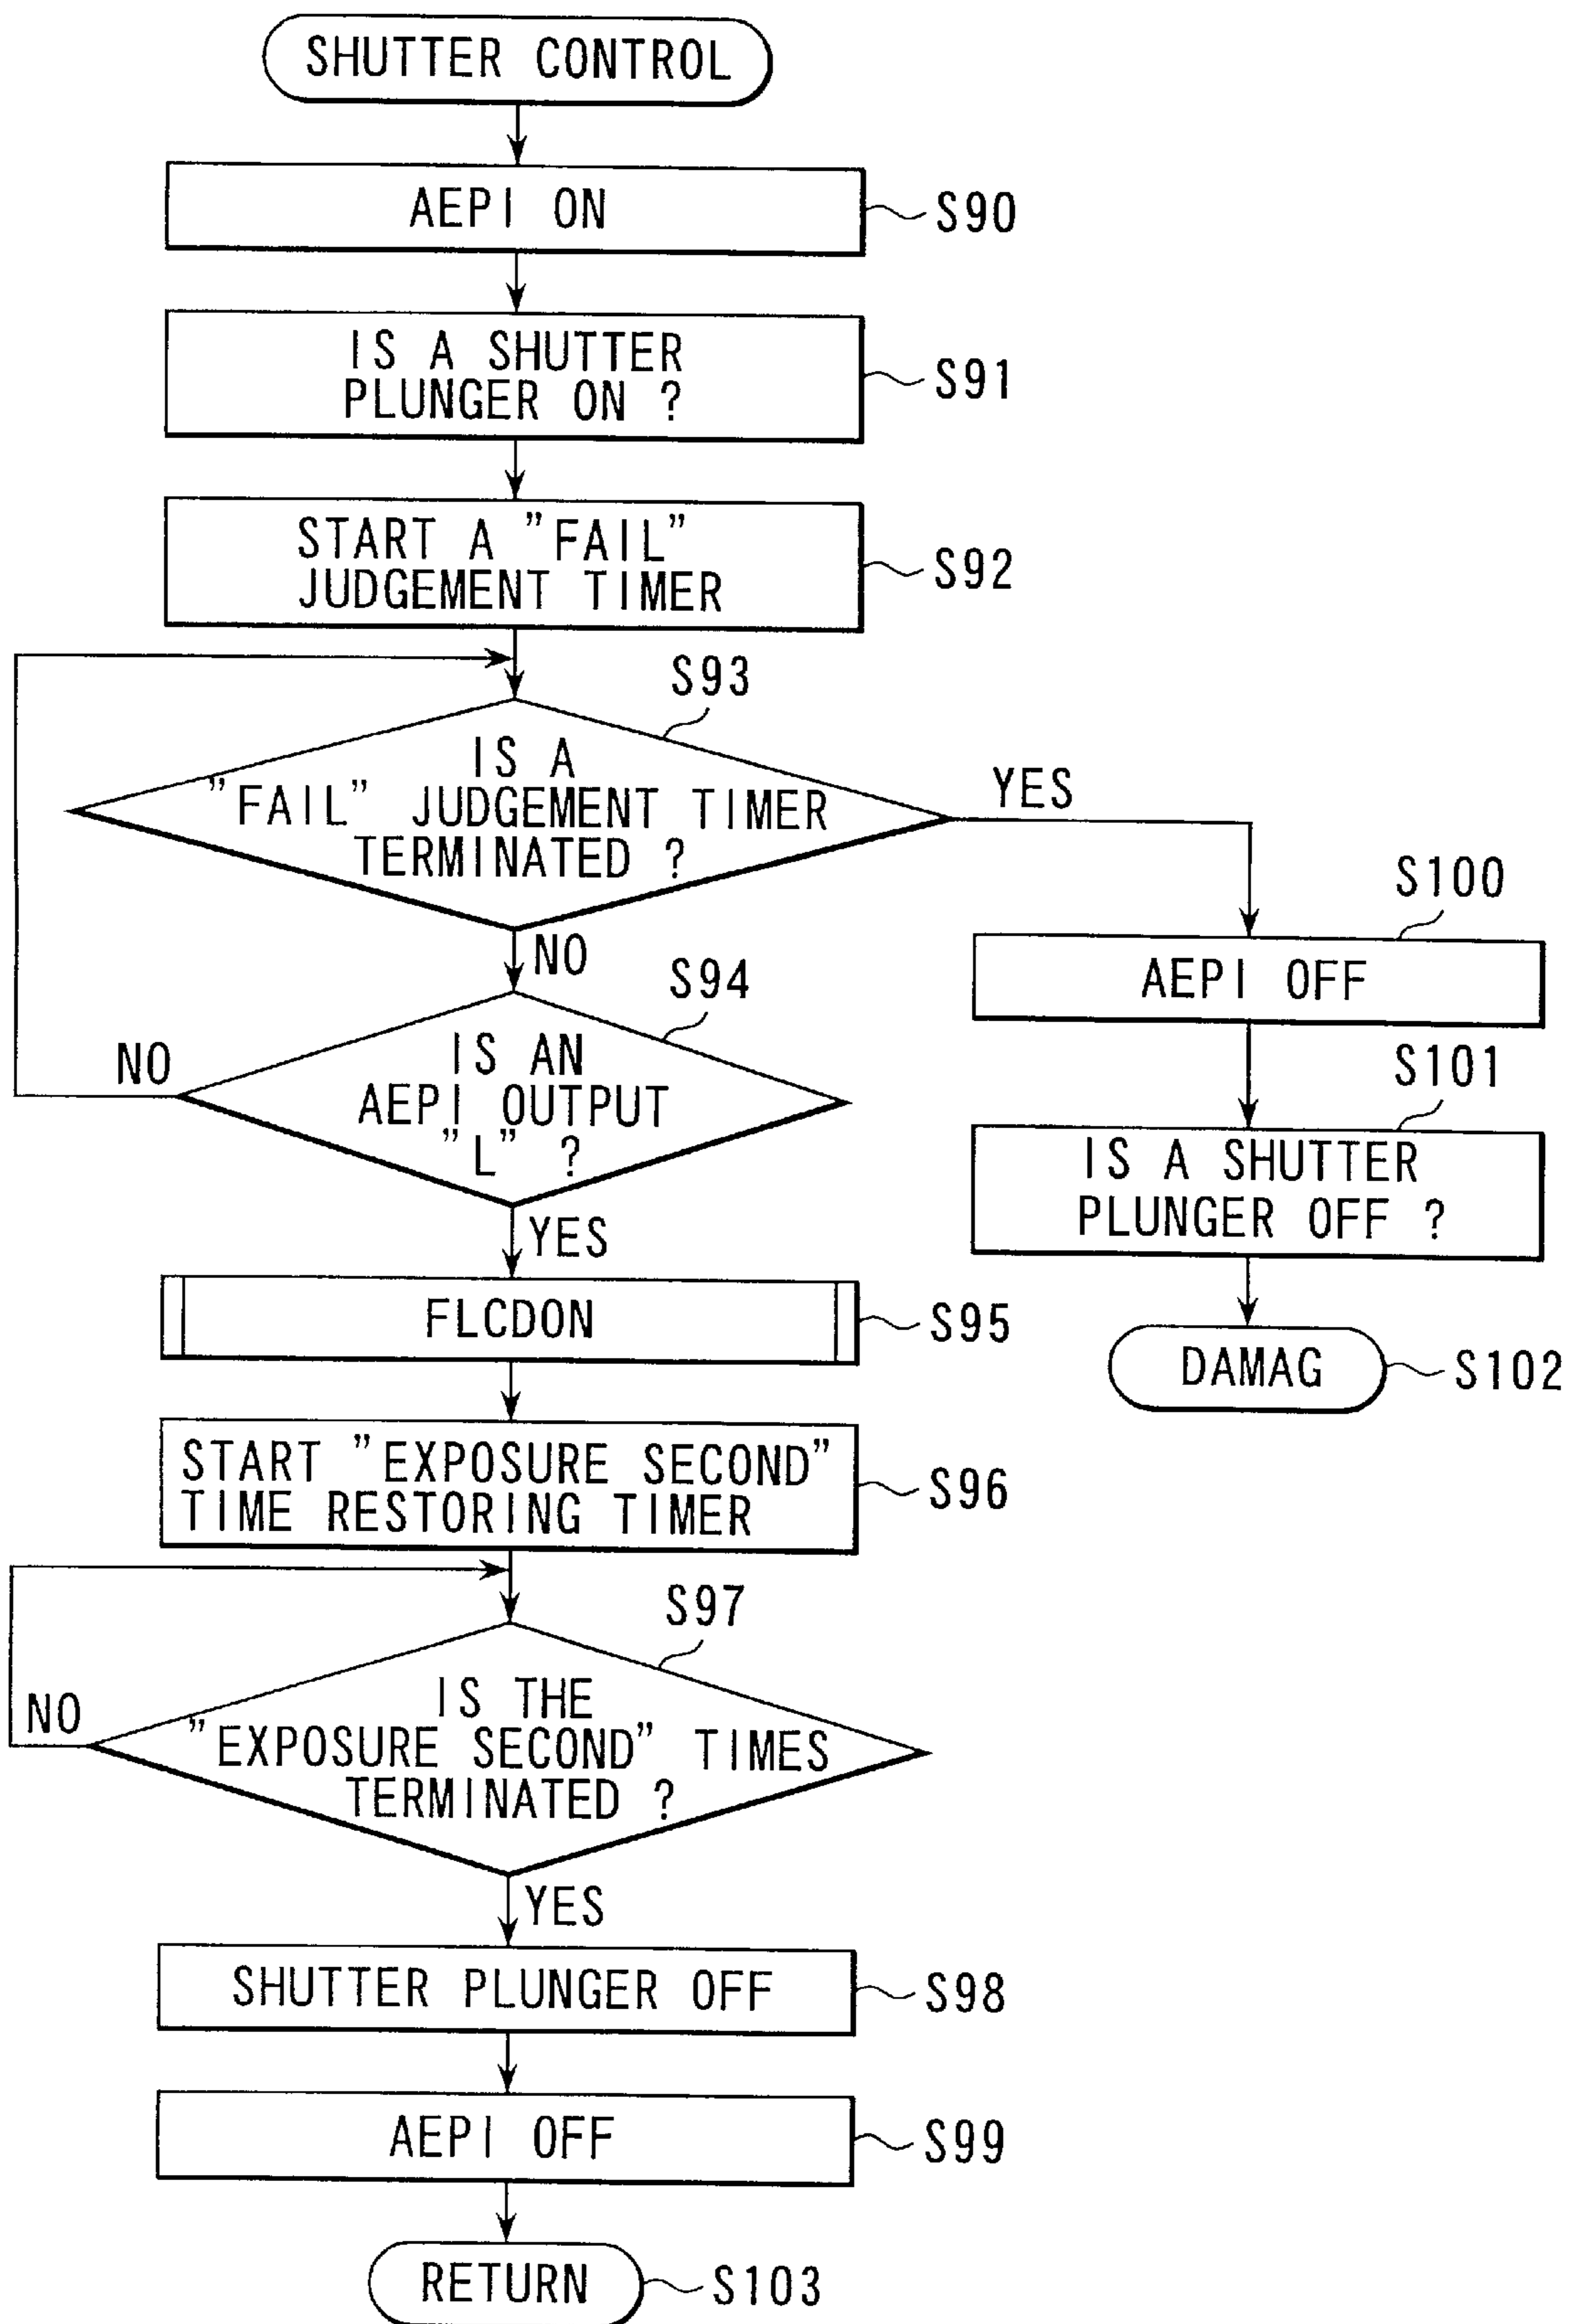 SHUTTER CONTROL
AEPI ON
S90
IS A SHUTTER
PLUNGER ON ?
S91
START A "FAIL"
JUDGEMENT TIMER
S92
S93
IS A
"FAIL" JUDGEMENT TIMER
TERMINATED ?
YES
NO
S100
AEPI OFF
S94
IS AN
AEPI OUTPUT
"L" ?
NO
YES
S101
IS A SHUTTER
PLUNGER OFF ?
DAMAG
S102
FLCDON
S95
START "EXPOSURE SECOND"
TIME RESTORING TIMER
S96
S97
IS THE
"EXPOSURE SECOND" TIMES
TERMINATED ?
NO
YES
SHUTTER PLUNGER OFF
S98
AEPI OFF
S99
RETURN
S103